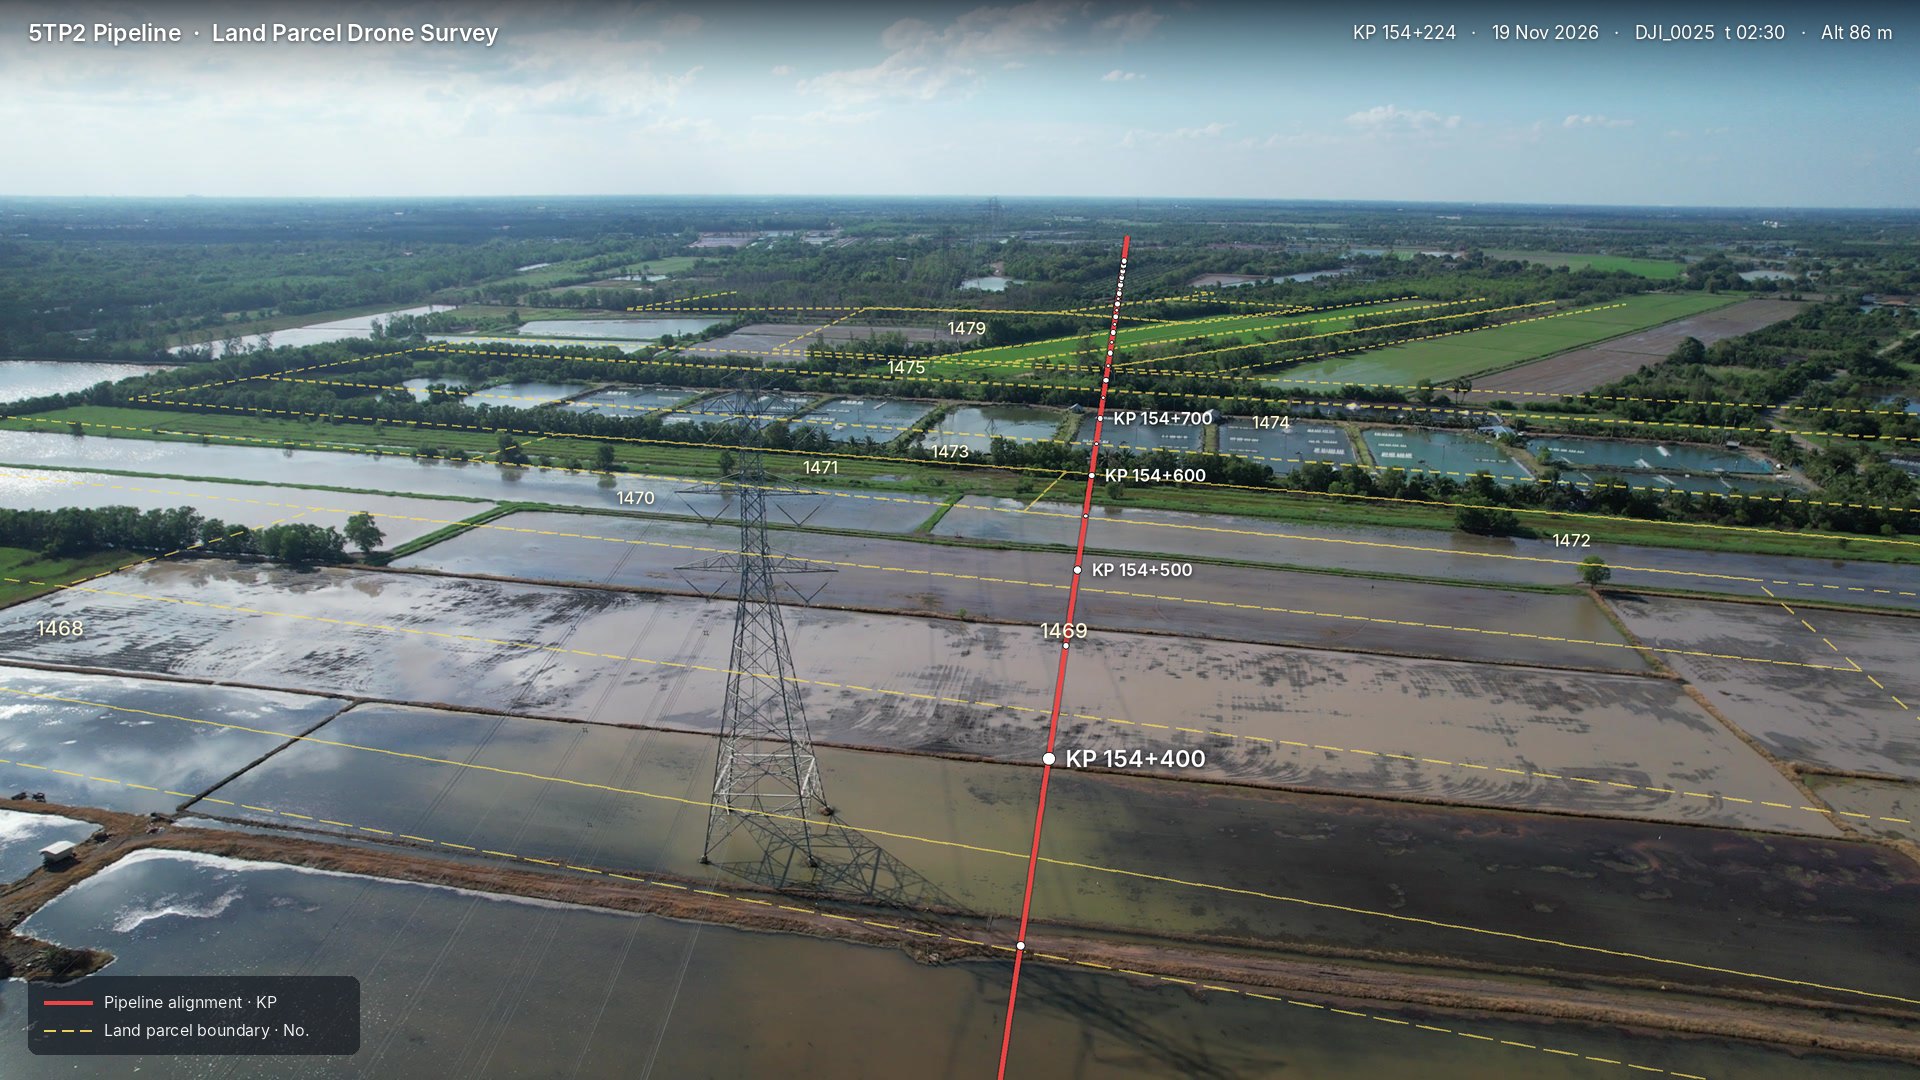 5TP2 Pipeline · Land Parcel Drone Survey
KP 154+224 · 19 Nov 2026 · DJI_0025 t 02:30 · Alt 86 m
1479
1475
KP 154+700
1474
1473
1471
KP 154+600
1470
1472
KP 154+500
1468
1469
KP 154+400
Pipeline alignment · KP
Land parcel boundary · No.